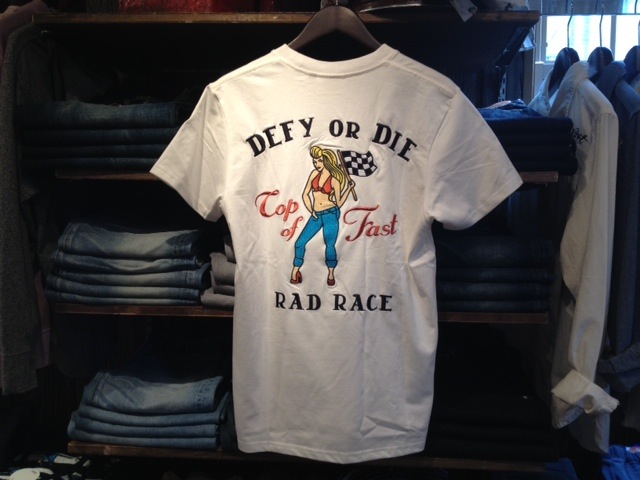 DEFY OR DIE
Top
of Fast
RAD RACE